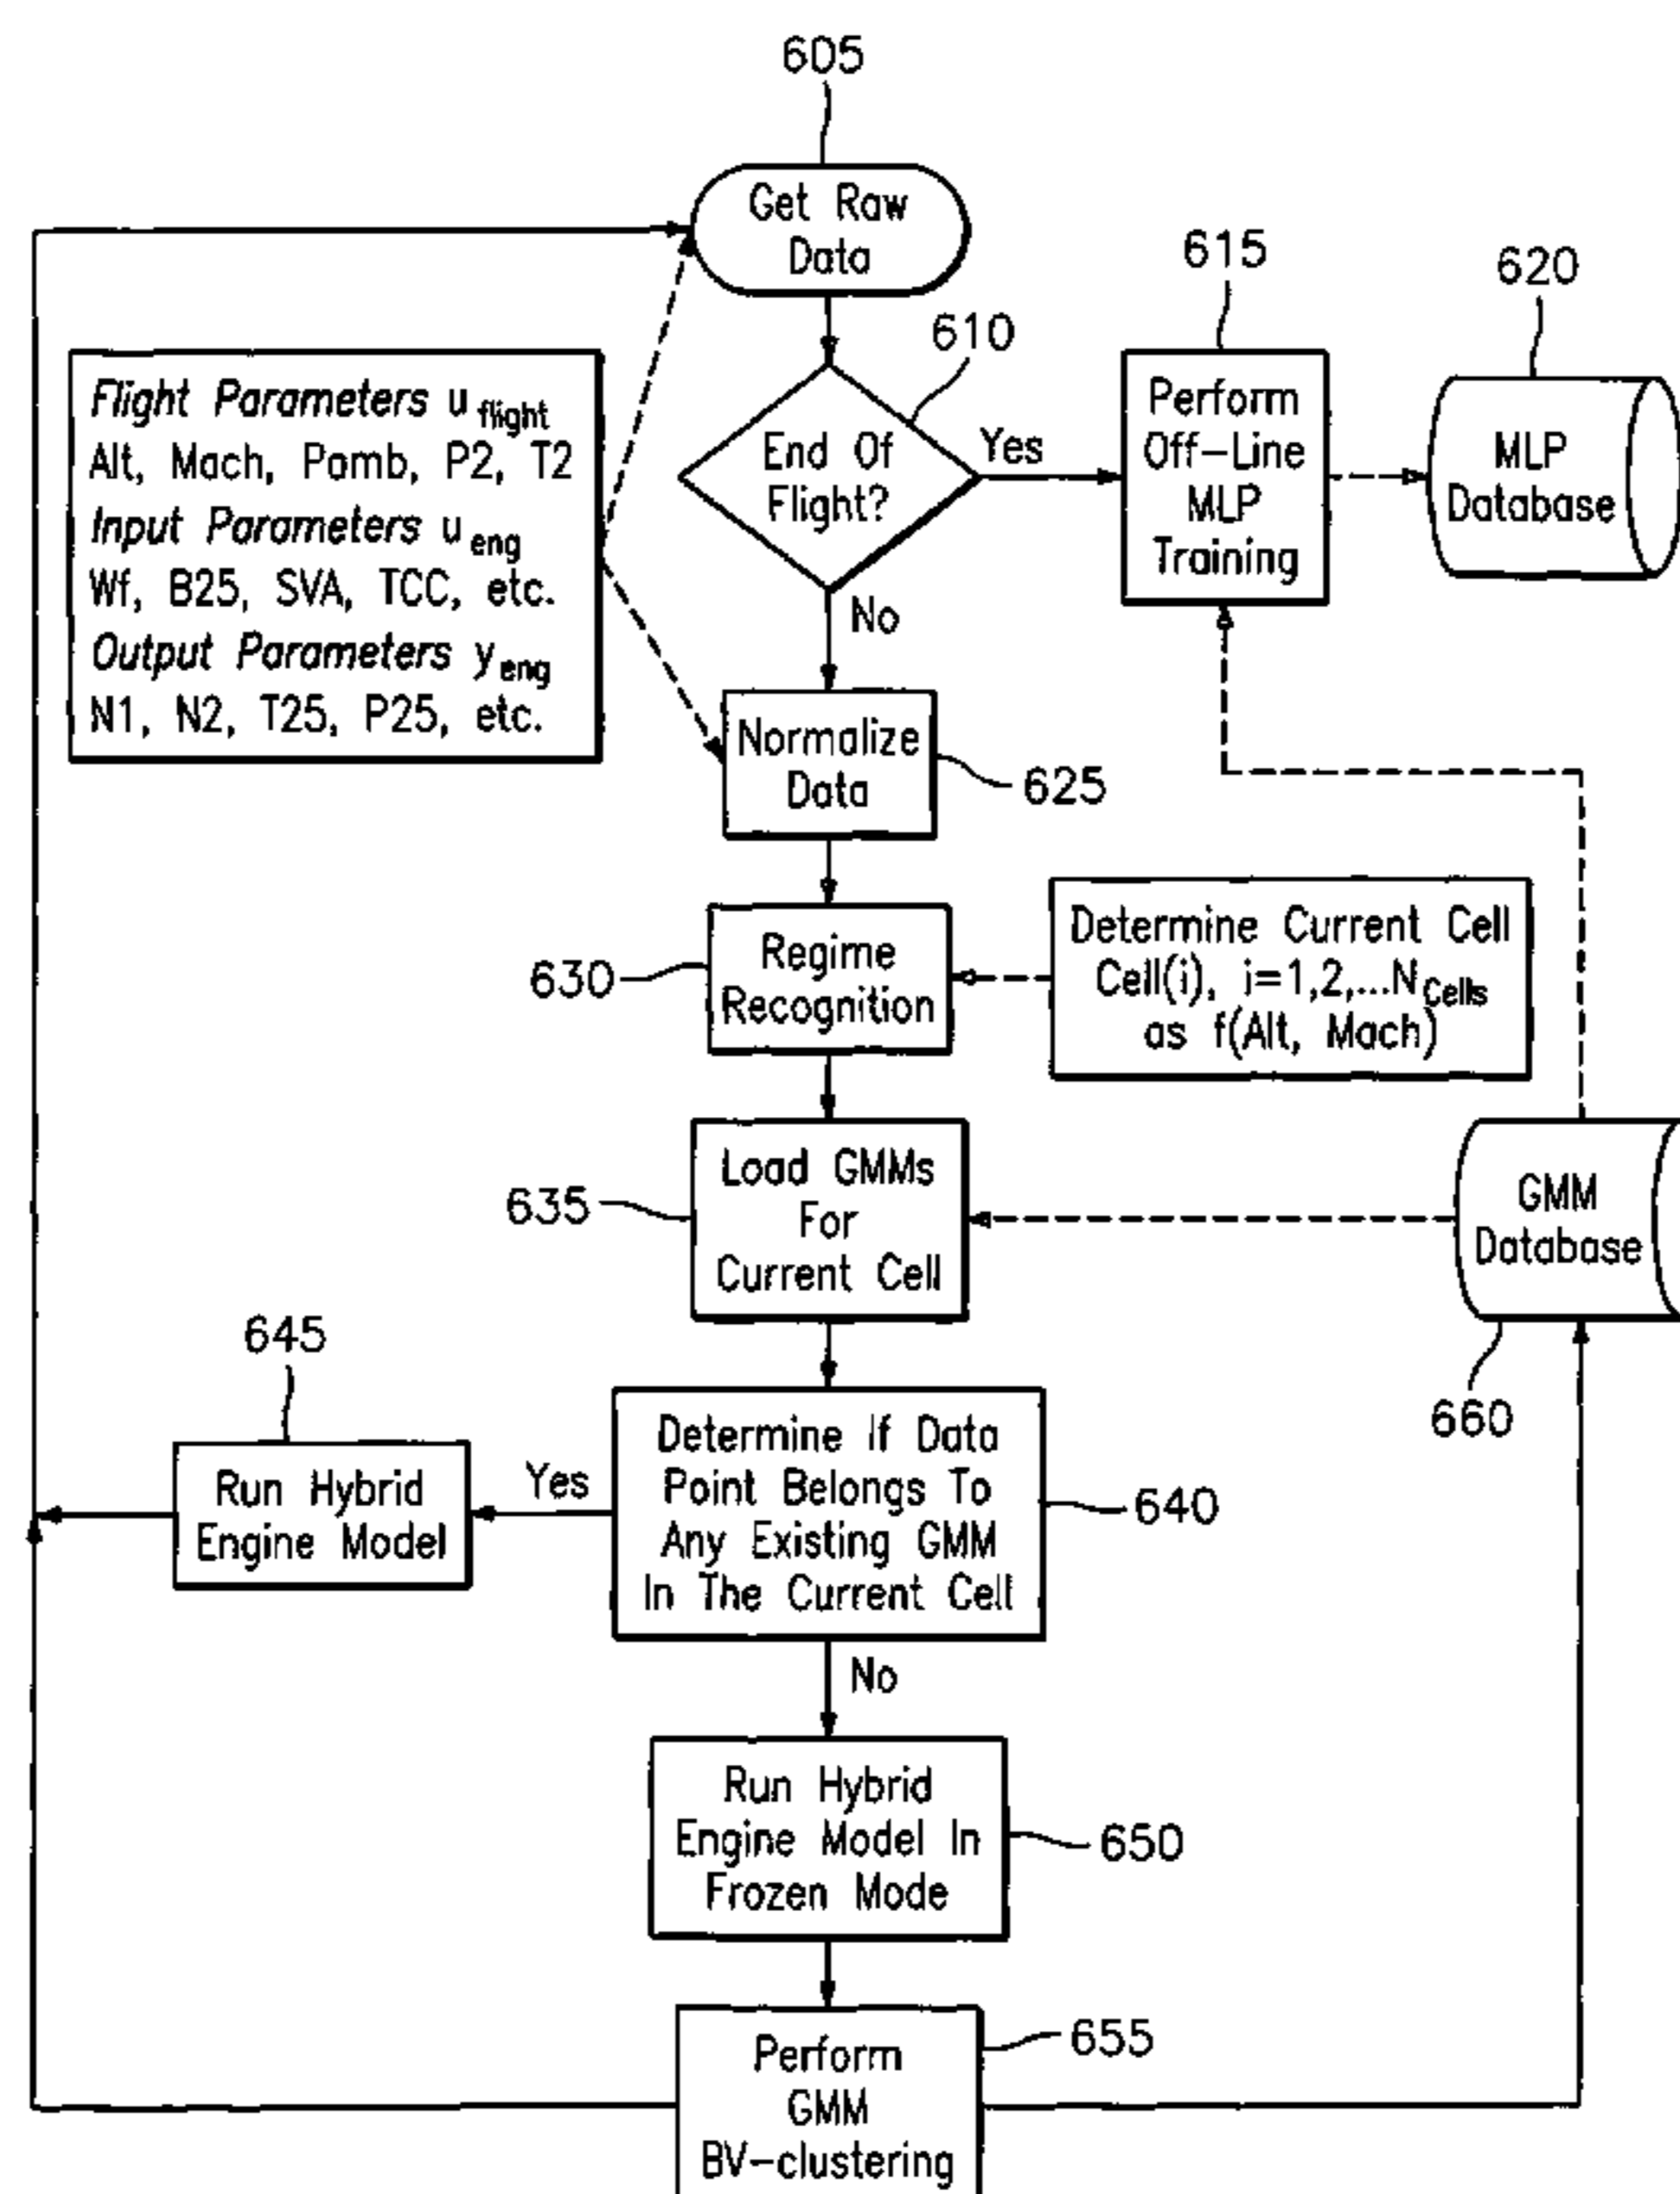 605
Get Raw
Data
610
End Of
Flight?
Yes
No
615
Perform
Off-Line
MLP
Training
620
MLP
Database
Flight Parameters u flight
Alt, Mach, Pamb, P2, T2
Input Parameters u eng
Wf, B25, SVA, TCC, etc.
Output Parameters y eng
N1, N2, T25, P25, etc.
Normalize
Data
625
630
Regime
Recognition
Determine Current Cell
Cell(i), i=1,2,...N Cells
as f(Alt, Mach)
635
Load GMMs
For
Current Cell
GMM
Database
660
645
Run Hybrid
Engine Model
Yes
Determine If Data
Point Belongs To
Any Existing GMM
In The Current Cell
640
No
Run Hybrid
Engine Model In
Frozen Mode
650
Perform
GMM
BV-clustering
655